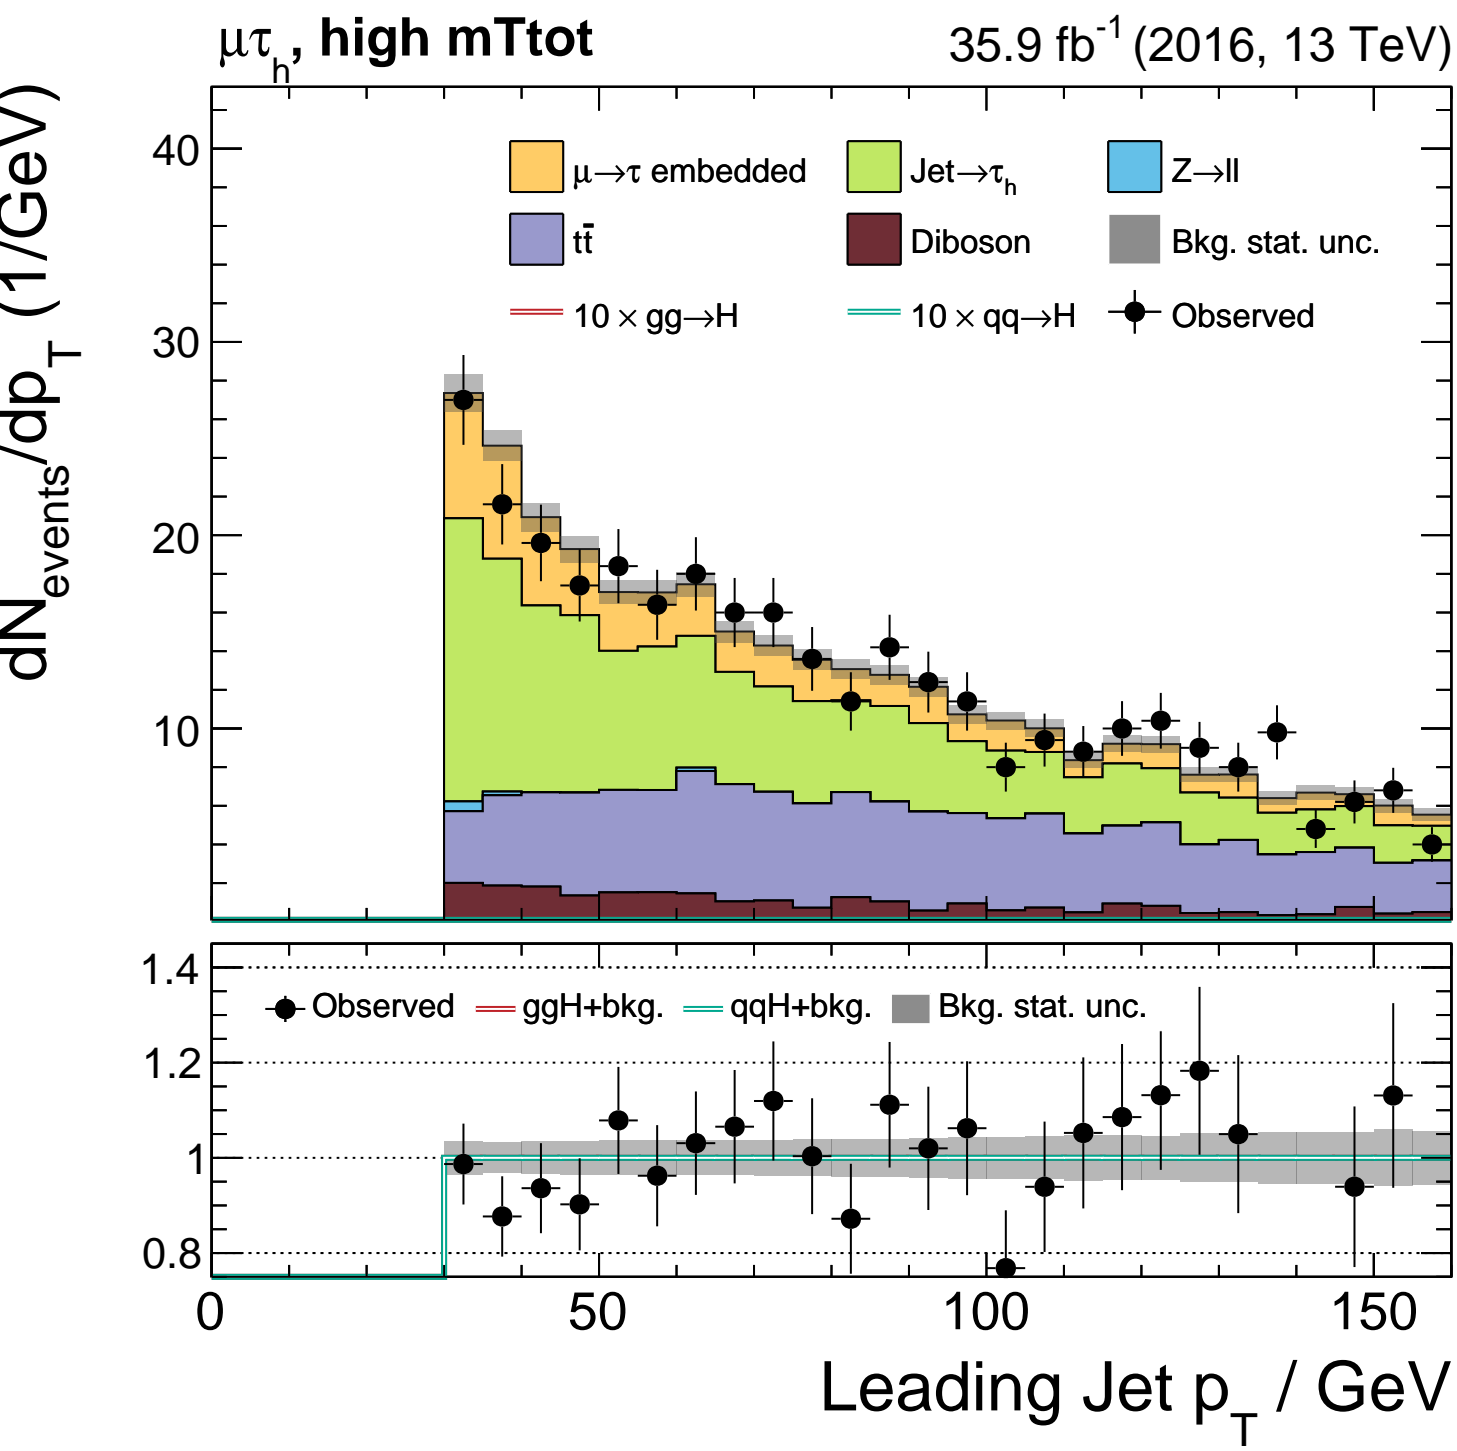 μτh, high mTtot
35.9 fb-1 (2016, 13 TeV)
dNevents/dpT (1/GeV)
40
30
20
10
μ→τ embedded
Jet→τh
Z→ll
tt̄
Diboson
Bkg. stat. unc.
10 × gg→H
10 × qq→H
Observed
1.4
1.2
1
0.8
Observed
ggH+bkg.
qqH+bkg.
Bkg. stat. unc.
0
50
100
150
Leading Jet pT / GeV